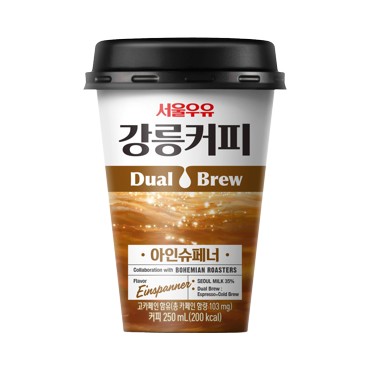 서울우유
강릉커피
Dual Brew
아인슈페너
Collaboration with BOHEMIAN ROASTERS
Flavor
Einspanner
• SEOUL MILK 35%
• Dual Brew :
Espresso+Cold Brew
고카페인 함유(총 카페인 함량 103 mg)
커피 250 mL(200 kcal)